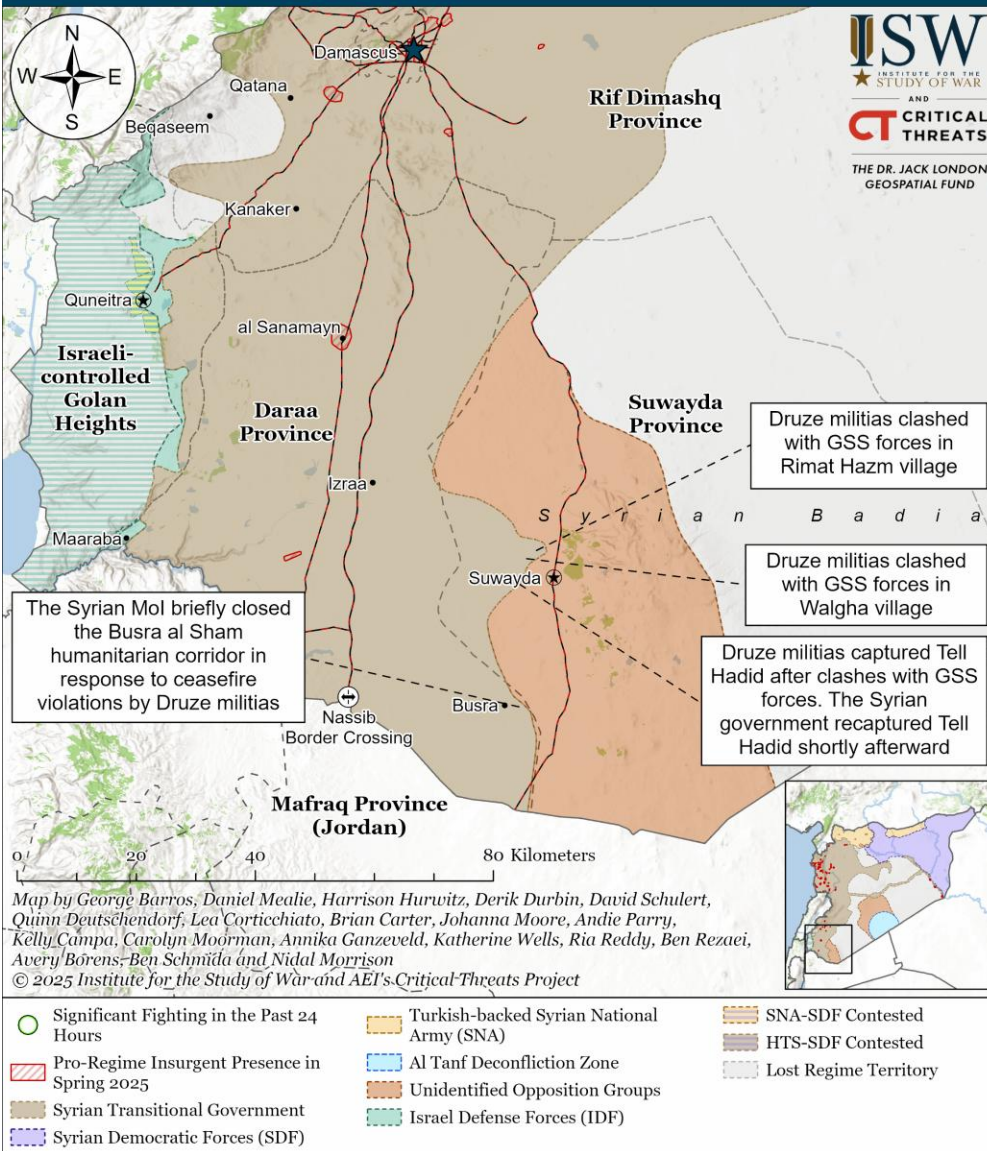 N
W E
S
ISW
INSTITUTE FOR THE
STUDY OF WAR
AND
CT CRITICAL
THREATS
THE DR. JACK LONDON
GEOSPATIAL FUND
Damascus
Qatana
Beqaseem
Rif Dimashq
Province
Kanaker
Quneitra
al Sanamayn
Israeli-
controlled
Golan
Heights
Daraa
Province
Suwayda
Province
Druze militias clashed
with GSS forces in
Rimat Hazm village
Izraa
Syrian Badia
Maaraba
Suwayda
Druze militias clashed
with GSS forces in
Walgha village
The Syrian MoI briefly closed
the Busra al Sham
humanitarian corridor in
response to ceasefire
violations by Druze militias
Druze militias captured Tell
Hadid after clashes with GSS
forces. The Syrian
government recaptured Tell
Hadid shortly afterward
Busra
Nassib
Border Crossing
Mafraq Province
(Jordan)
0 20 40 80 Kilometers
Map by George Barros, Daniel Mealie, Harrison Hurwitz, Derik Durbin, David Schulert,
Quinn Deutschendorf, Lea Corticchiato, Brian Carter, Johanna Moore, Andie Parry,
Kelly Campa, Carolyn Moorman, Annika Ganzeveld, Katherine Wells, Ria Reddy, Ben Rezaei,
Avery Borens, Ben Schmida and Nidal Morrison
© 2025 Institute for the Study of War and AEI's Critical Threats Project
Significant Fighting in the Past 24
Hours
Pro-Regime Insurgent Presence in
Spring 2025
Syrian Transitional Government
Syrian Democratic Forces (SDF)
Turkish-backed Syrian National
Army (SNA)
Al Tanf Deconfliction Zone
Unidentified Opposition Groups
Israel Defense Forces (IDF)
SNA-SDF Contested
HTS-SDF Contested
Lost Regime Territory